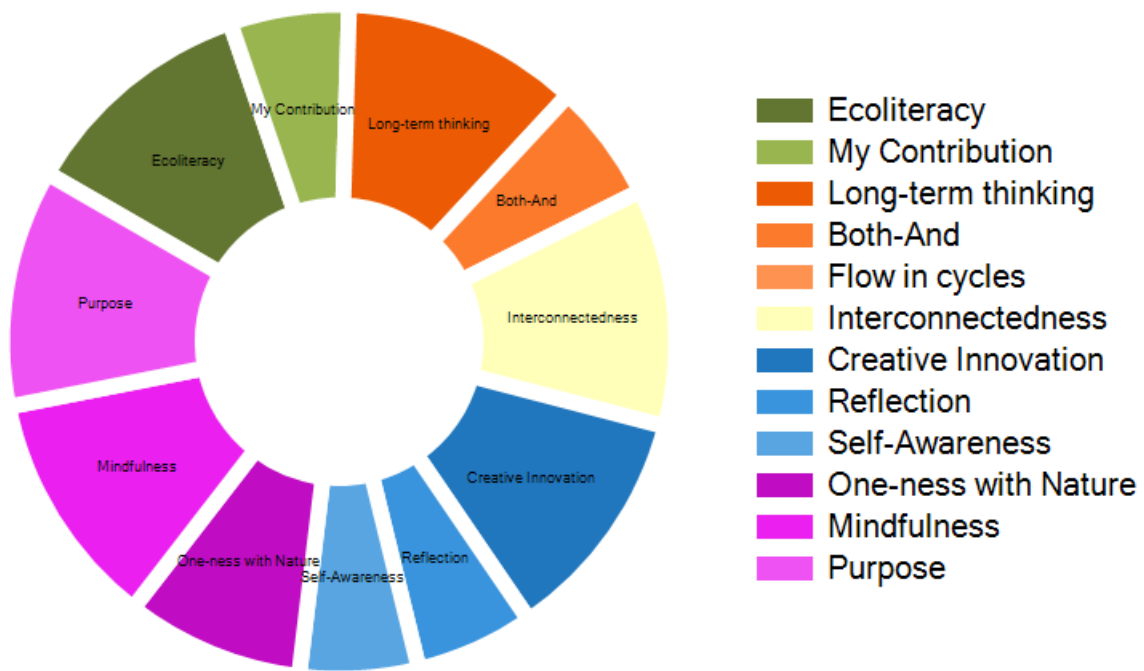 My Contribution
Long-term thinking
Ecoliteracy
Both-And
Purpose
Interconnectedness
Mindfulness
Creative Innovation
One-ness with Nature
Reflection
Self-Awareness
Ecoliteracy
My Contribution
Long-term thinking
Both-And
Flow in cycles
Interconnectedness
Creative Innovation
Reflection
Self-Awareness
One-ness with Nature
Mindfulness
Purpose